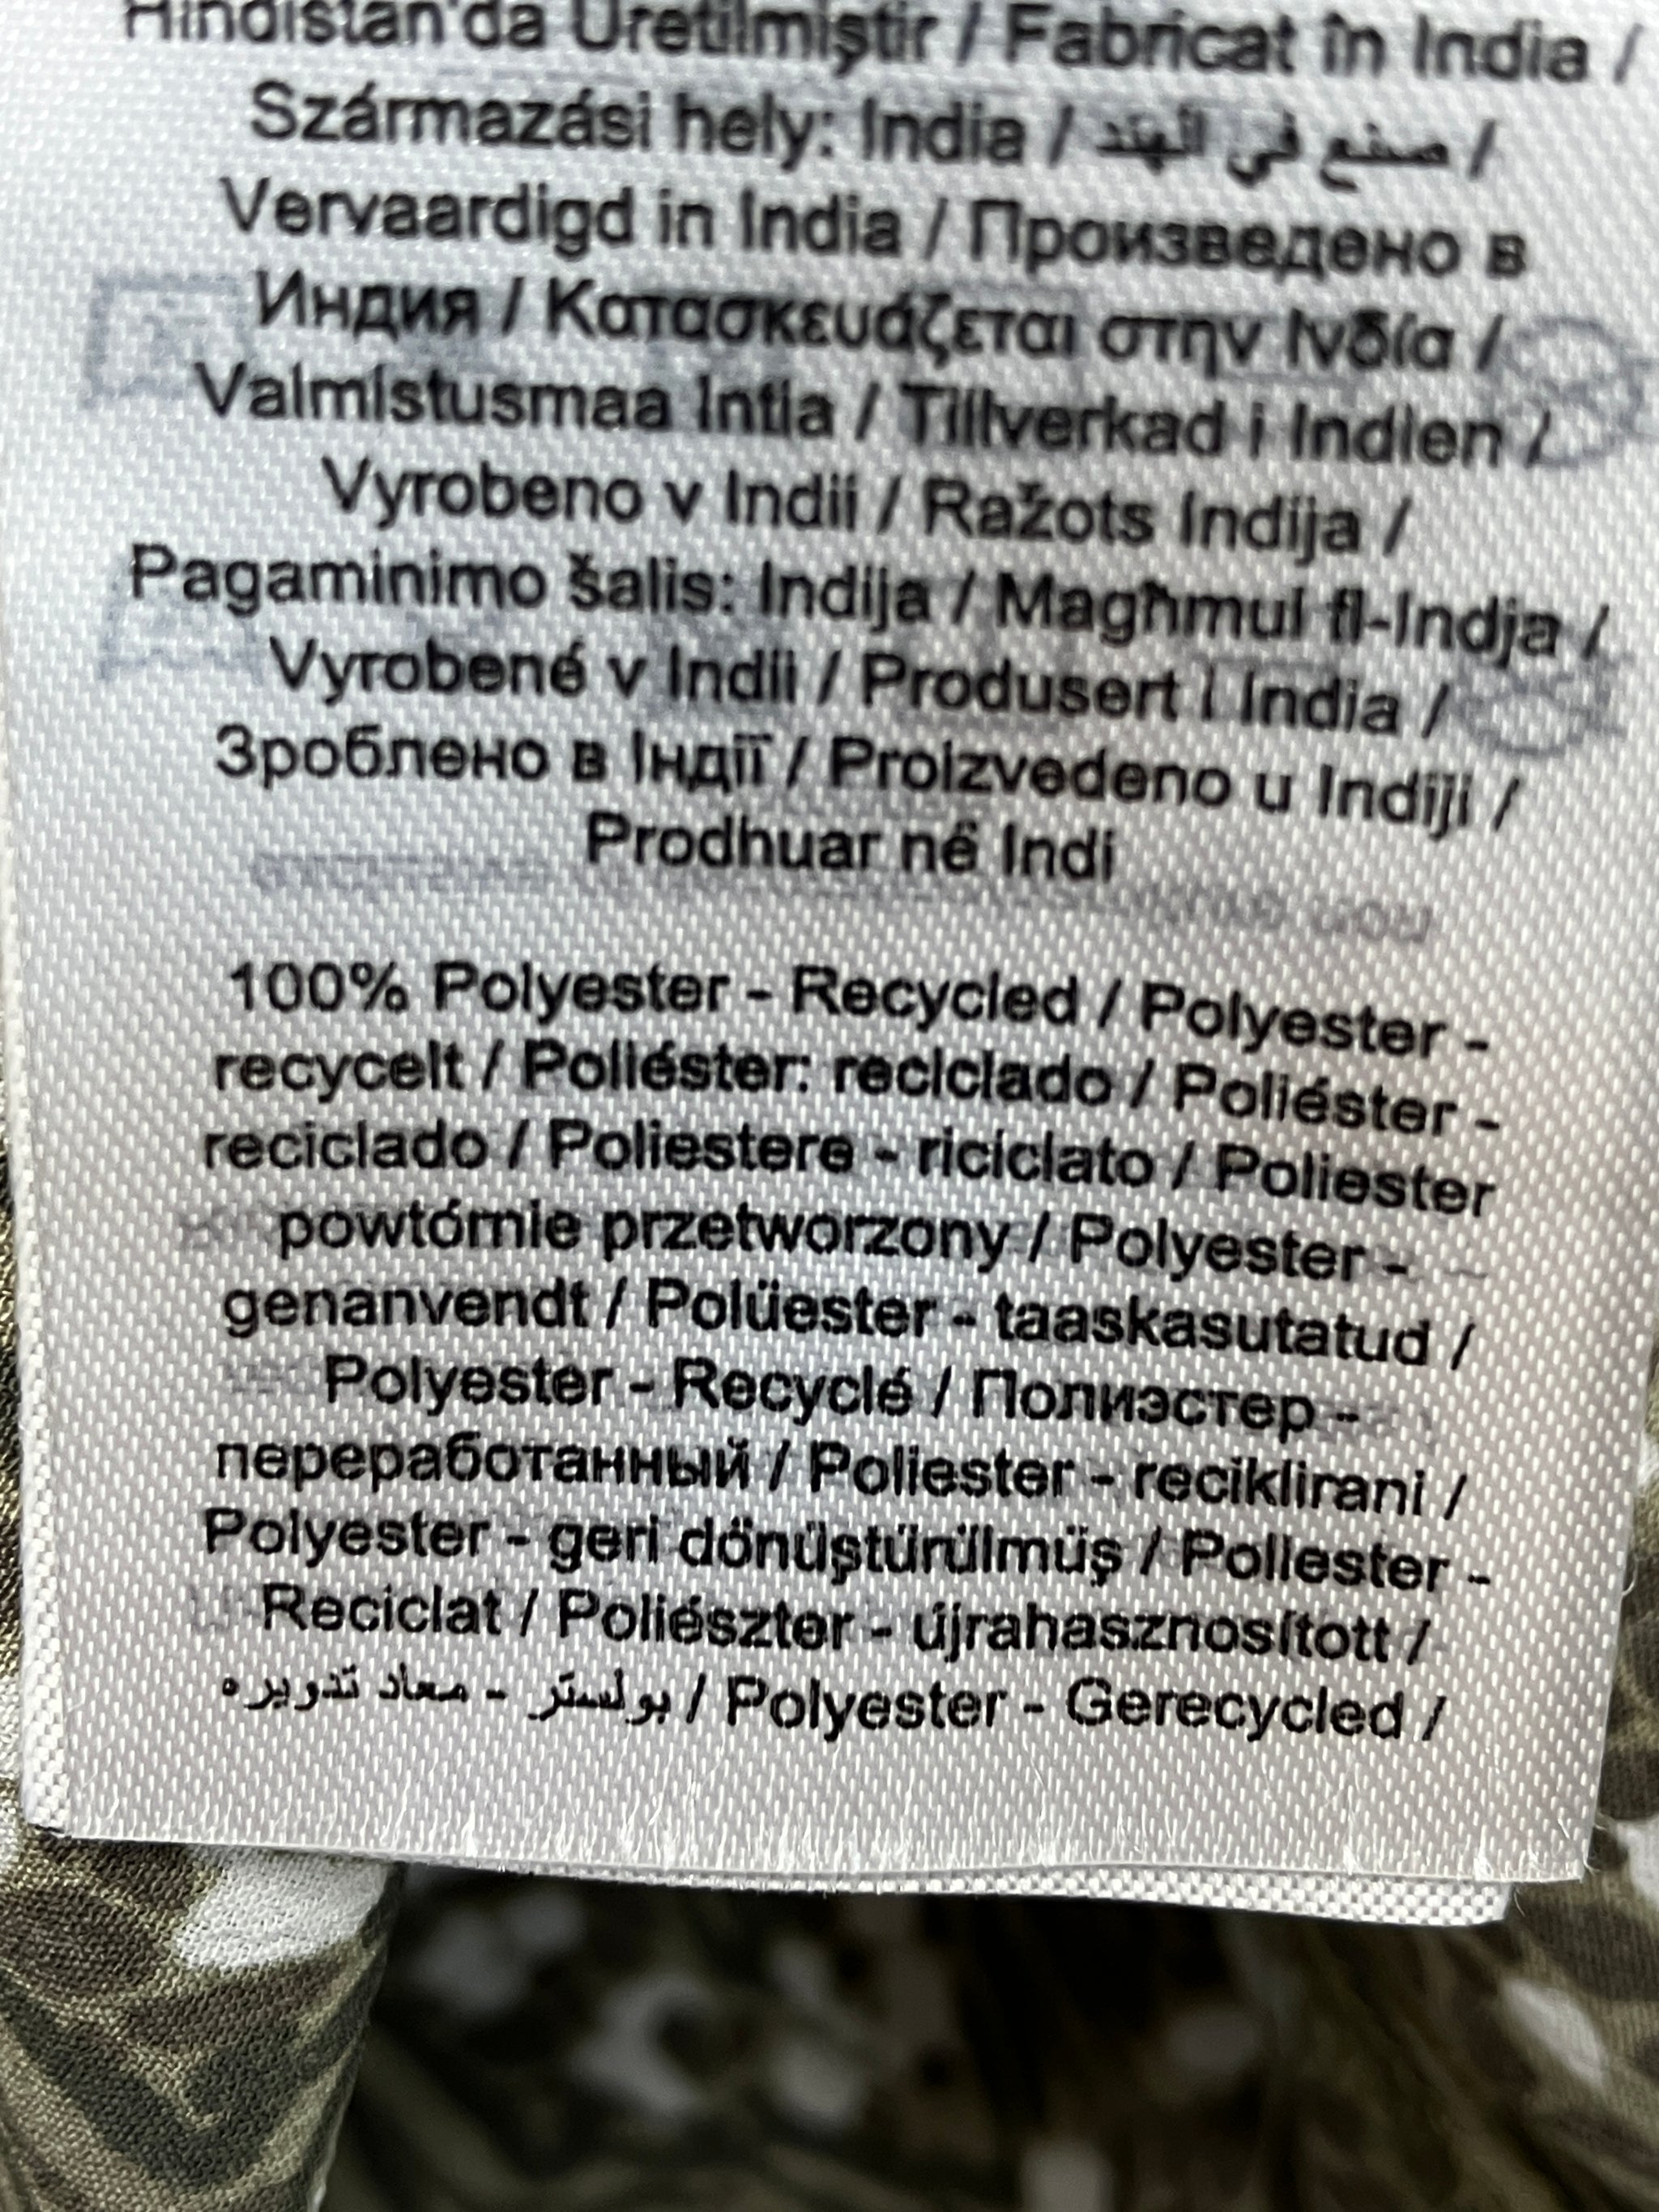 Hindistan'da Üretilmiştir / Fabricat în India /
Származási hely: India / صنع في الهند /
Vervaardigd in India / Произведено в
Индия / Κατασκευάζεται στην Ινδία /
Valmistusmaa Intia / Tillverkad i Indien /
Vyrobeno v Indii / Ražots Indija /
Pagaminimo šalis: Indija / Magħmul fl-Indja /
Vyrobené v Indii / Produsert i India /
Зроблено в Індії / Proizvedeno u Indiji /
Prodhuar në Indi
100% Polyester - Recycled / Polyester -
recycelt / Poliéster: reciclado / Poliéster -
reciclado / Poliestere - riciclato / Poliester
powtórnie przetworzony / Polyester -
genanvendt / Polüester - taaskasutatud /
Polyester - Recyclé / Полиэстер -
переработанный / Poliester - reciklirani /
Polyester - geri dönüştürülmüş / Poliester -
Reciclat / Poliészter - újrahasznosított /
بولستر - معاد تدويره / Polyester - Gerecycled /